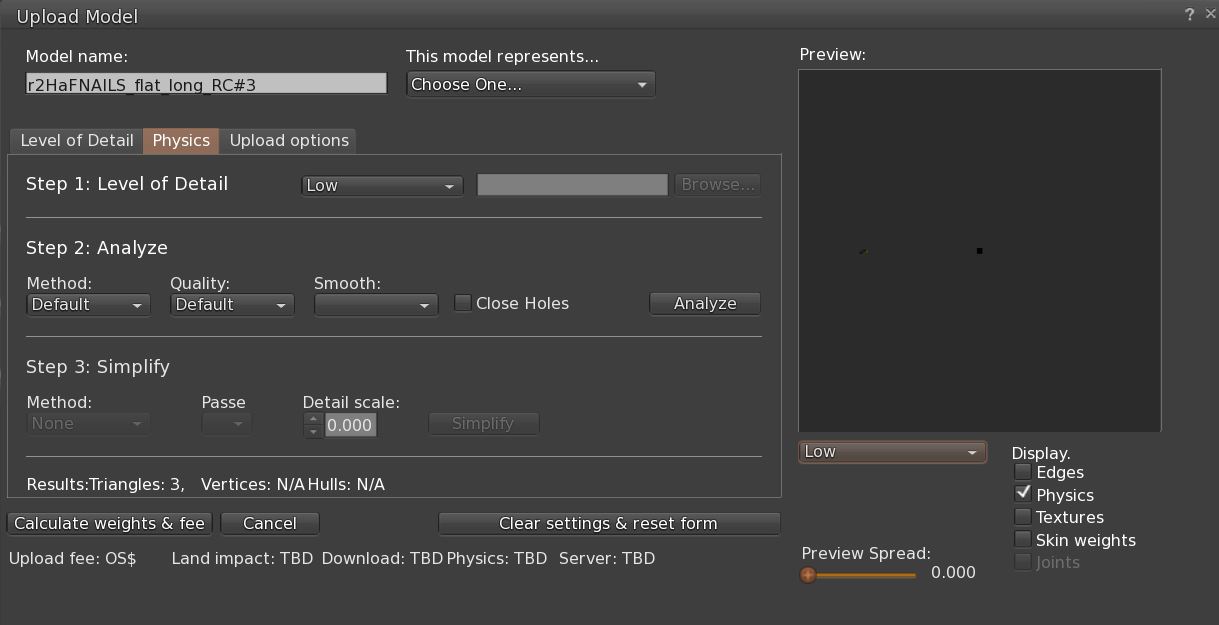 Upload Model ? ×
Model name:
r2HaFNAILS_flat_long_RC#3
This model represents...
Choose One...
Preview:
Level of Detail Physics Upload options
Step 1: Level of Detail Low Browse...
Step 2: Analyze
Method: Quality: Smooth:
Default Default Close Holes Analyze
Step 3: Simplify
Method: Passe Detail scale:
None 0.000 Simplify
Results:Triangles: 3, Vertices: N/A Hulls: N/A
Calculate weights & fee Cancel Clear settings & reset form
Upload fee: OS$ Land impact: TBD Download: TBD Physics: TBD Server: TBD
Low
Display.
Edges
Physics
Textures
Skin weights
Joints
Preview Spread:
0.000